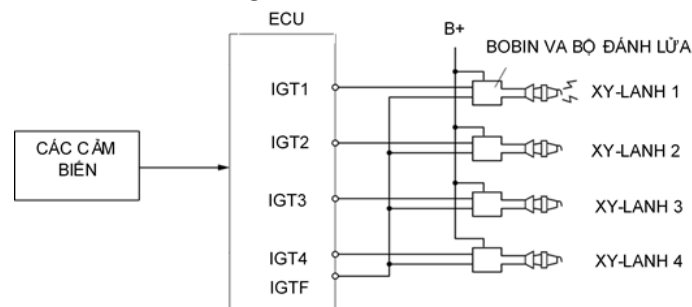 ECU
B+
BOBIN VA BỘ ĐÁNH LỬA
IGT1
XY-LANH 1
IGT2
XY-LANH 2
CÁC CẢM
BIẾN
IGT3
XY-LANH 3
IGT4
XY-LANH 4
IGTF